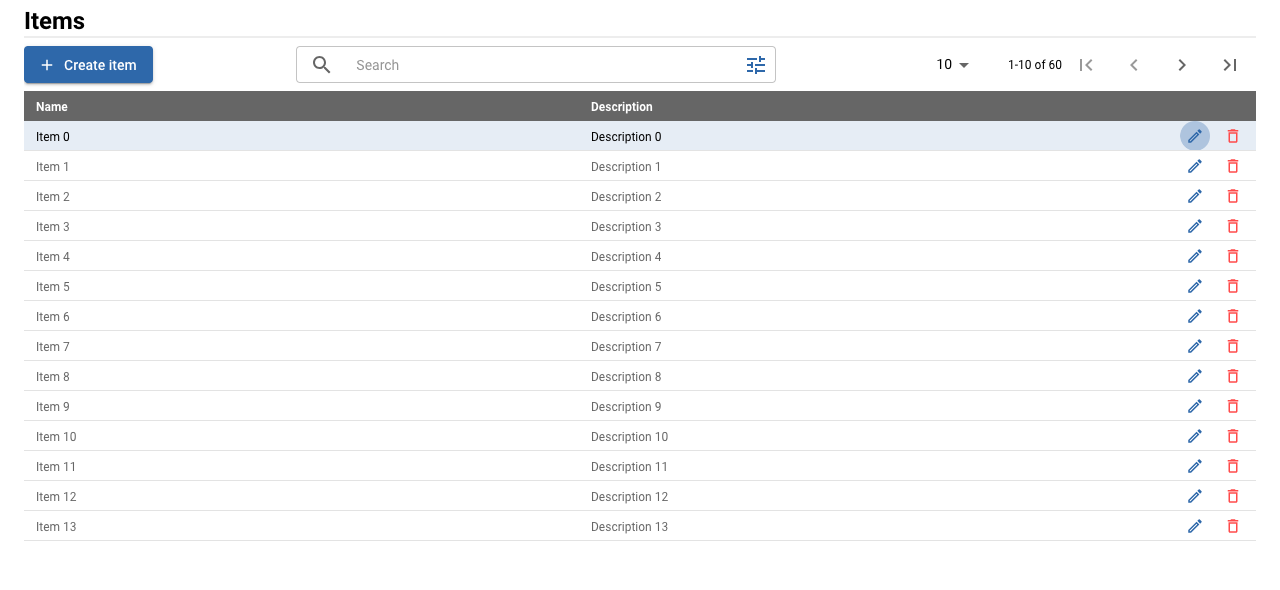 Items
Create item
Search
10
1-10 of 60
Name Description
Item 0 Description 0
Item 1 Description 1
Item 2 Description 2
Item 3 Description 3
Item 4 Description 4
Item 5 Description 5
Item 6 Description 6
Item 7 Description 7
Item 8 Description 8
Item 9 Description 9
Item 10 Description 10
Item 11 Description 11
Item 12 Description 12
Item 13 Description 13